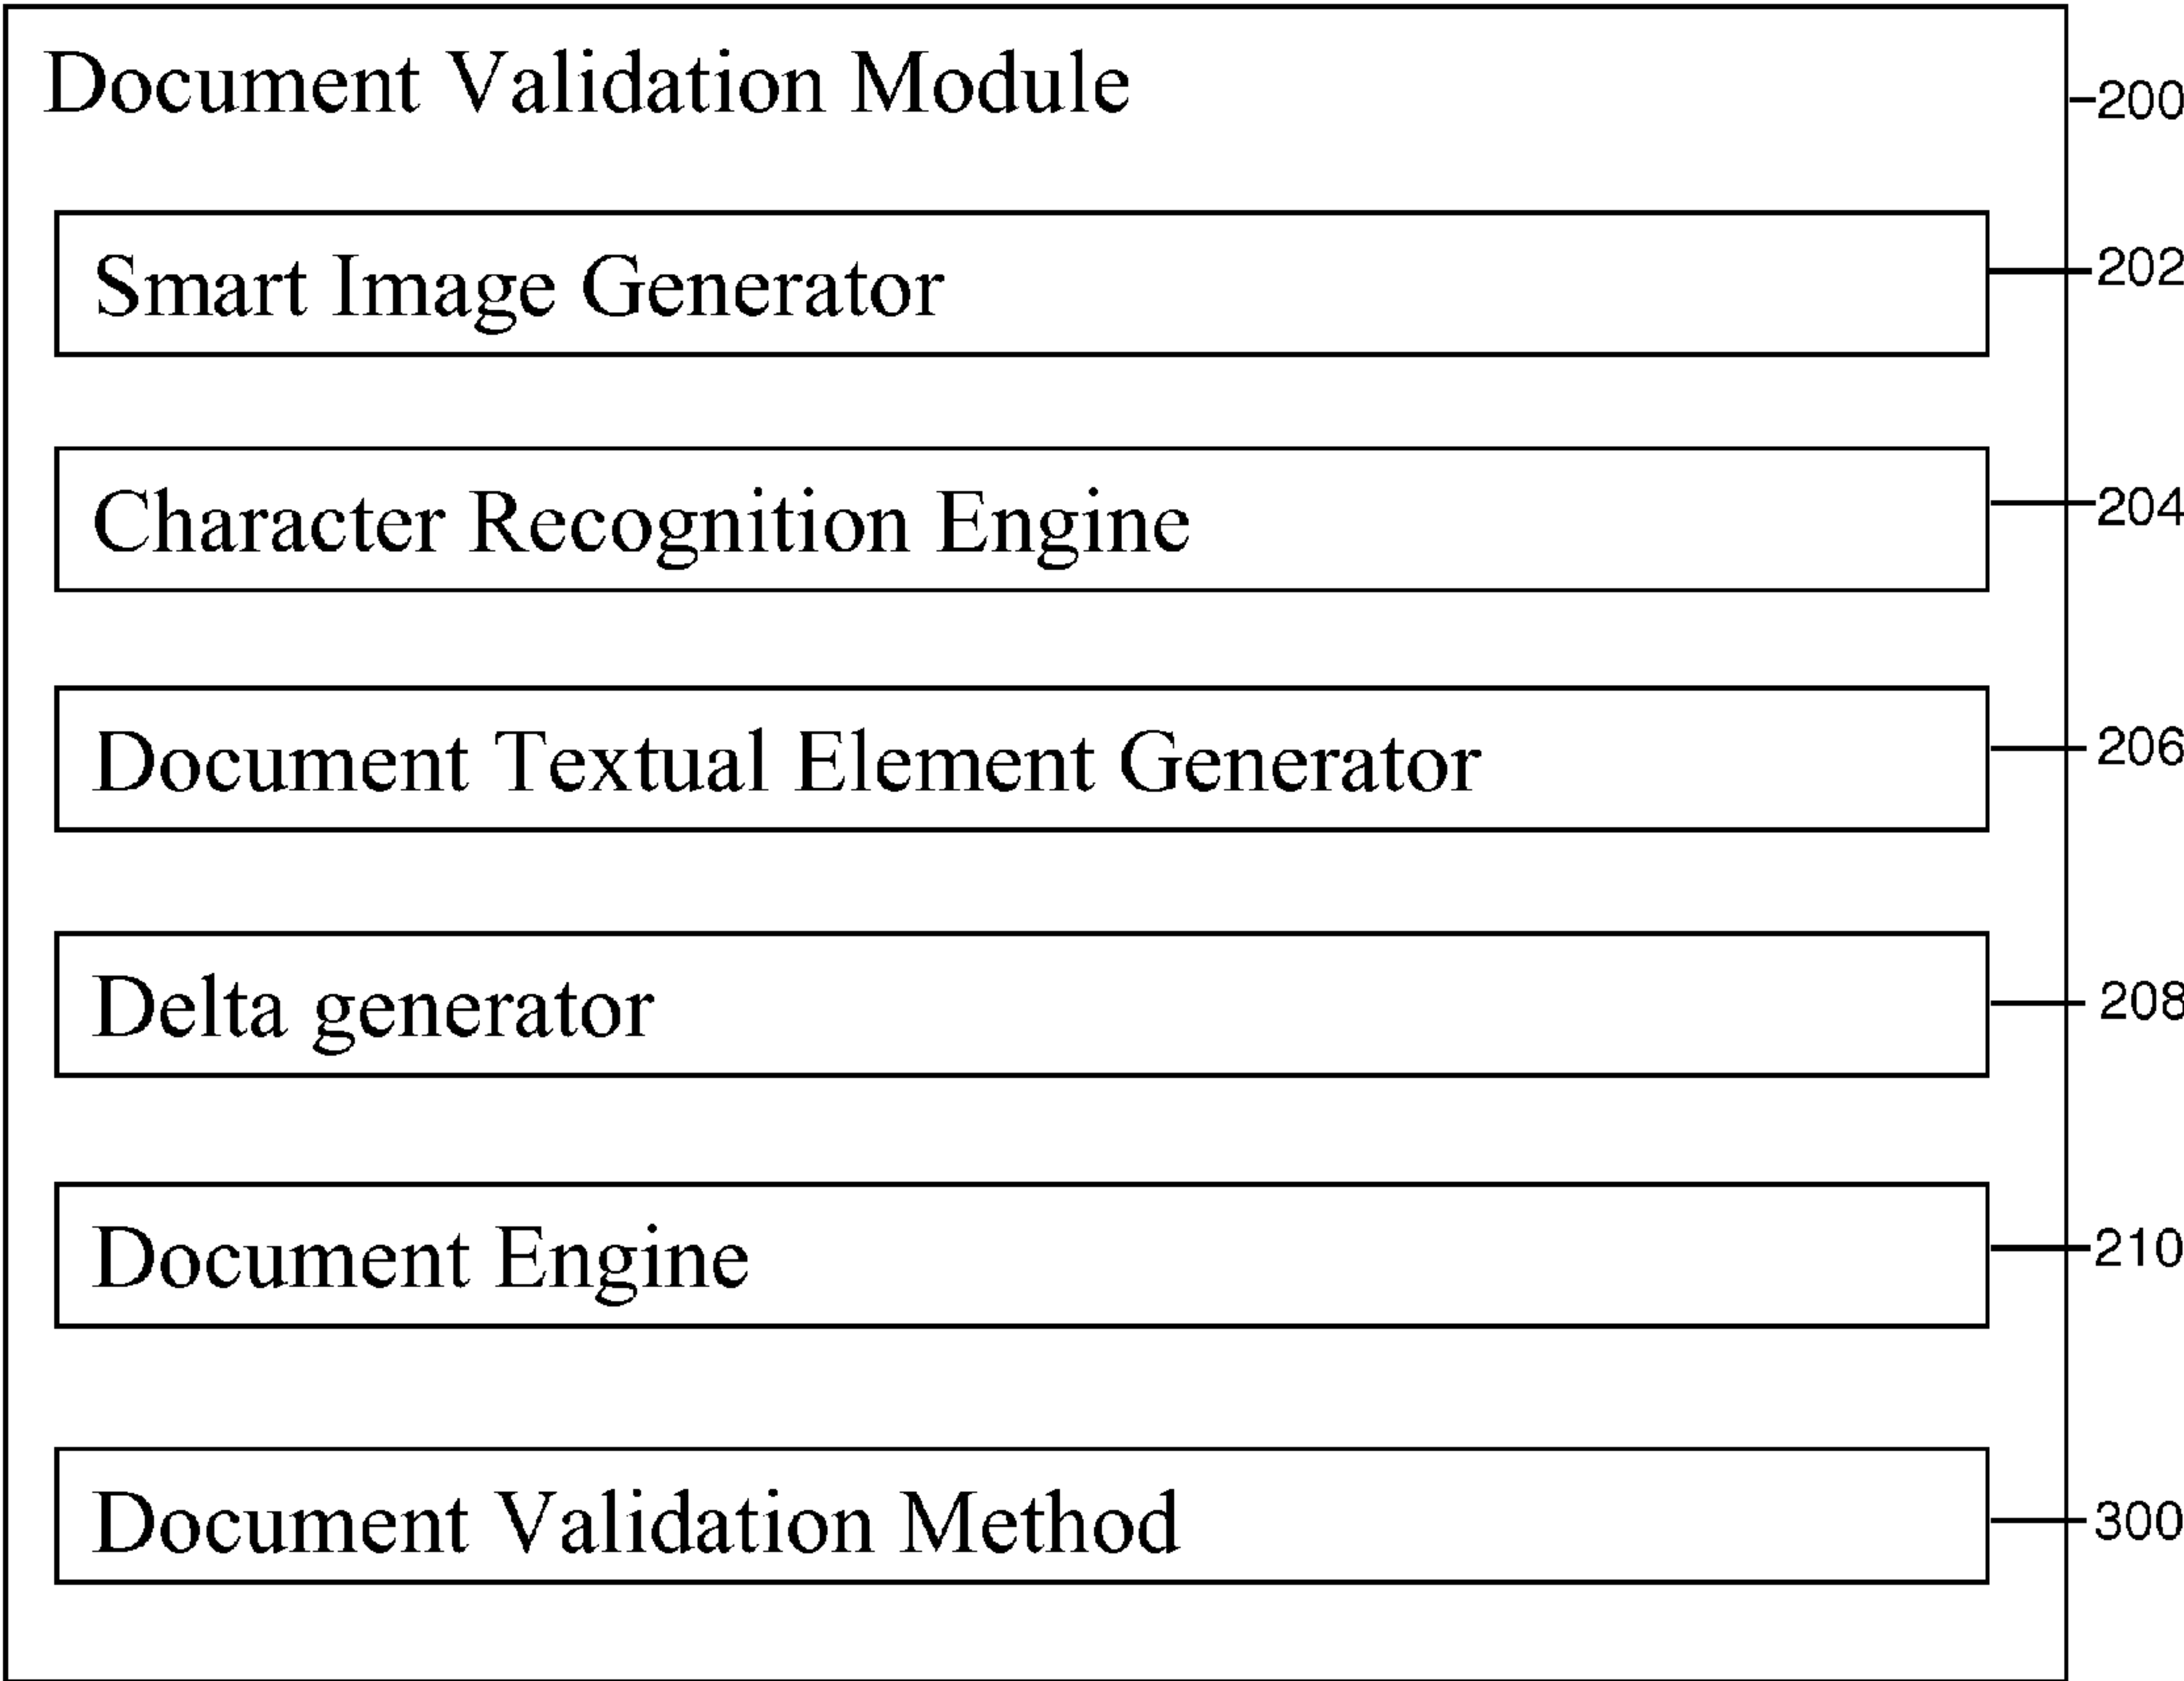 Document Validation Module
200
Smart Image Generator
202
Character Recognition Engine
204
Document Textual Element Generator
206
Delta generator
208
Document Engine
210
Document Validation Method
300